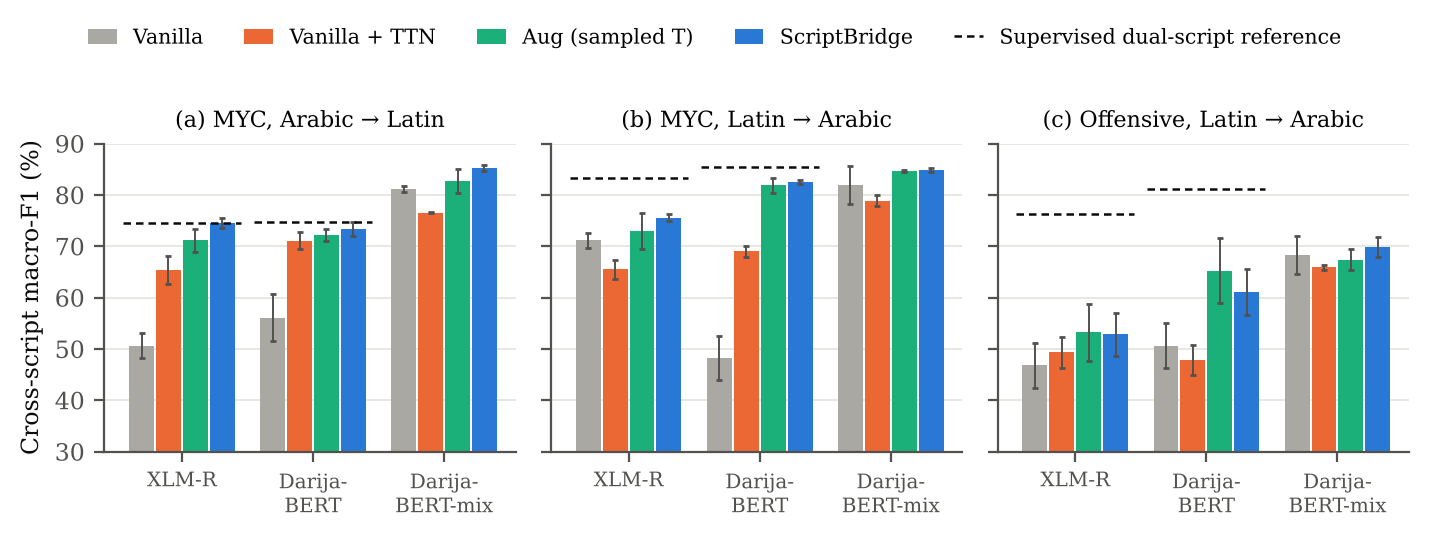 Vanilla Vanilla + TTN Aug (sampled T) ScriptBridge Supervised dual-script reference
(a) MYC, Arabic → Latin
(b) MYC, Latin → Arabic
(c) Offensive, Latin → Arabic
Cross-script macro-F1 (%)
90
80
70
60
50
40
30
XLM-R
Darija-
BERT
Darija-
BERT-mix
XLM-R
Darija-
BERT
Darija-
BERT-mix
XLM-R
Darija-
BERT
Darija-
BERT-mix